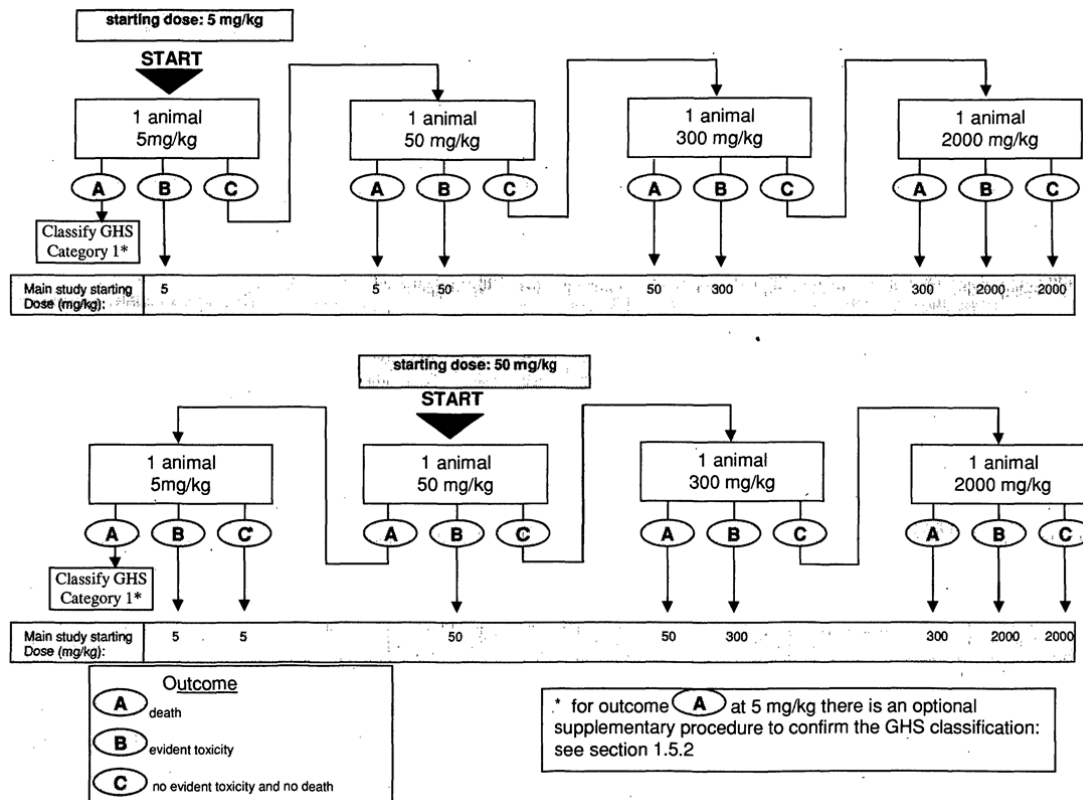 starting dose: 5 mg/kg
START
1 animal
5mg/kg
1 animal
50 mg/kg
1 animal
300 mg/kg
1 animal
2000 mg/kg
A B C A B C A B C A B C
Classify GHS
Category 1*
Main study starting
Dose (mg/kg):
5 5 50 50 300 300 2000 2000
starting dose: 50 mg/kg
START
1 animal
5mg/kg
1 animal
50 mg/kg
1 animal
300 mg/kg
1 animal
2000 mg/kg
A B C A B C A B C A B C
Classify GHS
Category 1*
Main study starting
Dose (mg/kg):
5 5 50 50 300 300 2000 2000
Outcome
A death
B evident toxicity
C no evident toxicity and no death
* for outcome A at 5 mg/kg there is an optional
supplementary procedure to confirm the GHS classification:
see section 1.5.2